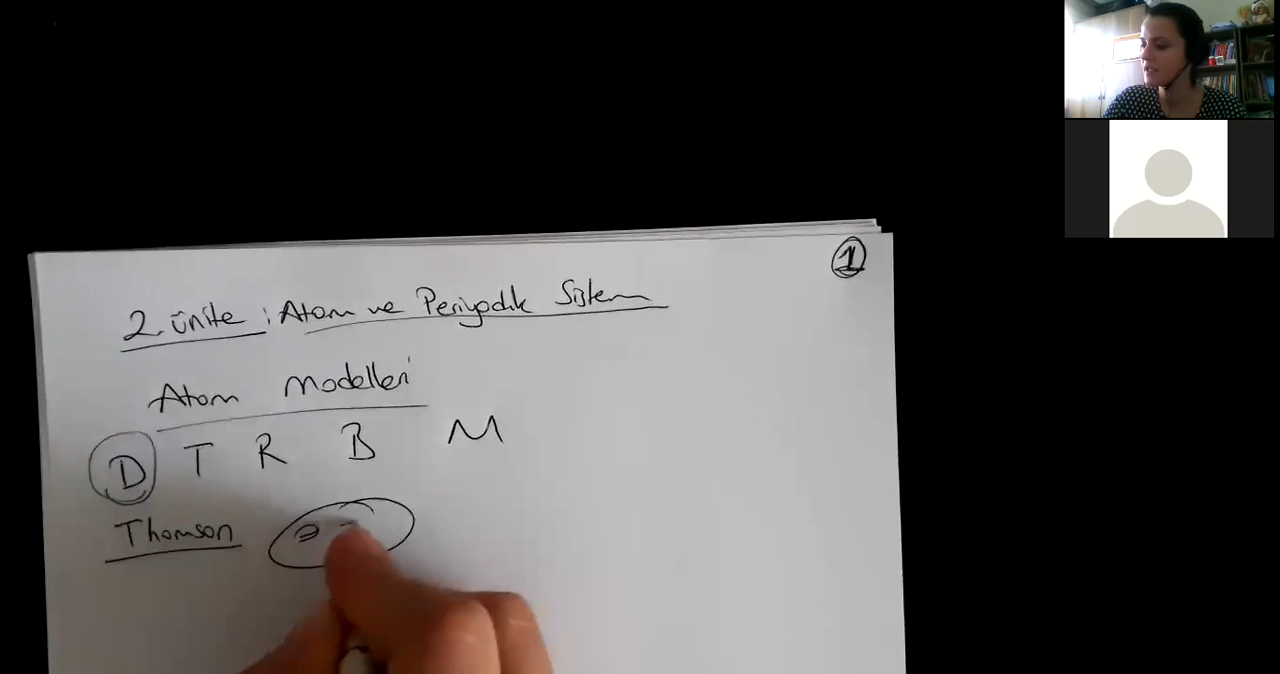 1
2. ünite : Atom ve Periyodik Sistem
Atom Modelleri
D T R B M
Thomson